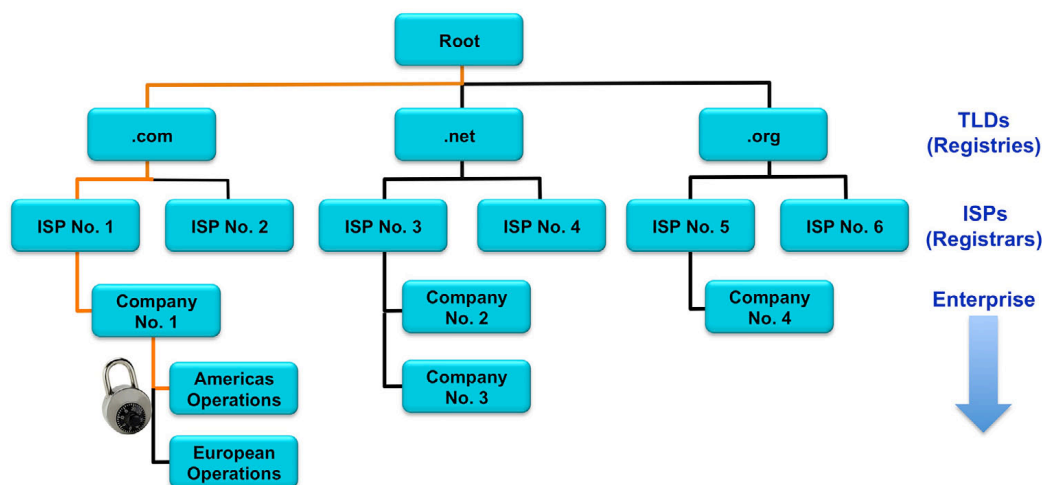 Root
.com
.net
.org
TLDs
(Registries)
ISP No. 1
ISP No. 2
ISP No. 3
ISP No. 4
ISP No. 5
ISP No. 6
ISPs
(Registrars)
Company
No. 1
Company
No. 2
Company
No. 4
Enterprise
Americas
Operations
Company
No. 3
European
Operations